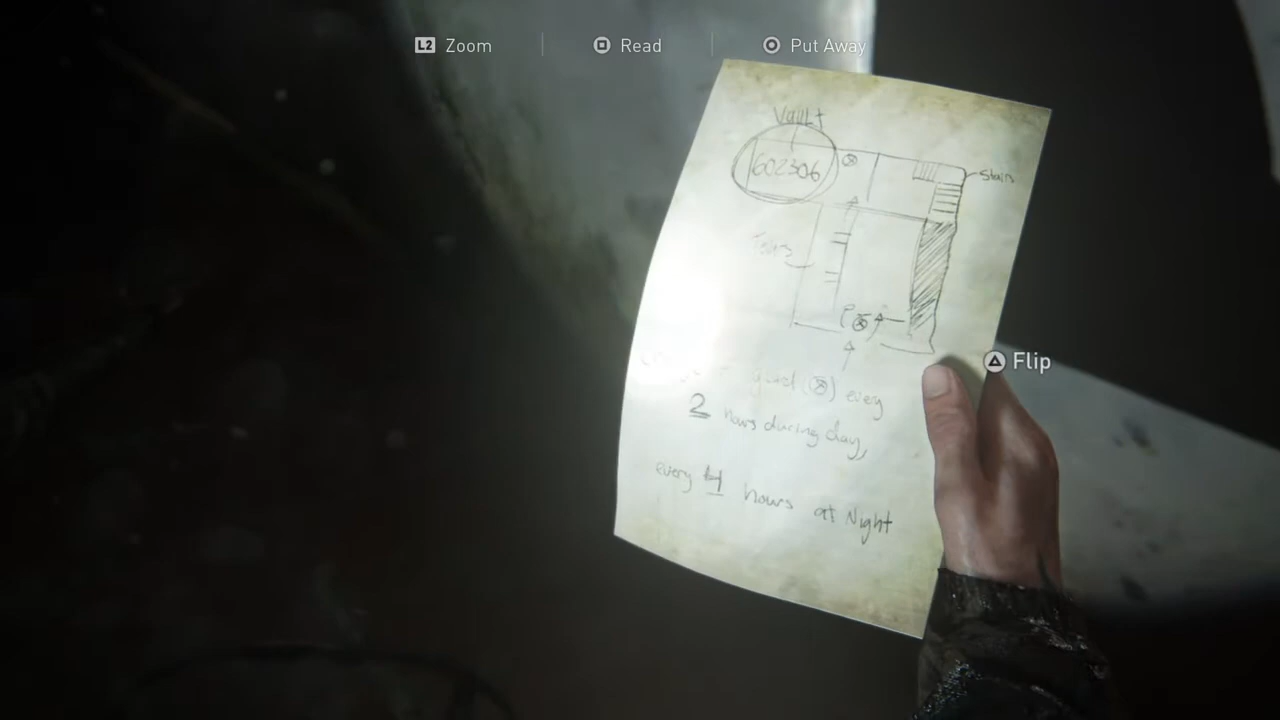 L2 Zoom
Read
Put Away
Vault
602306
Stairs
Tellers
Flip
guard (⊗) every
2 hours during day,
every 4 hours at Night